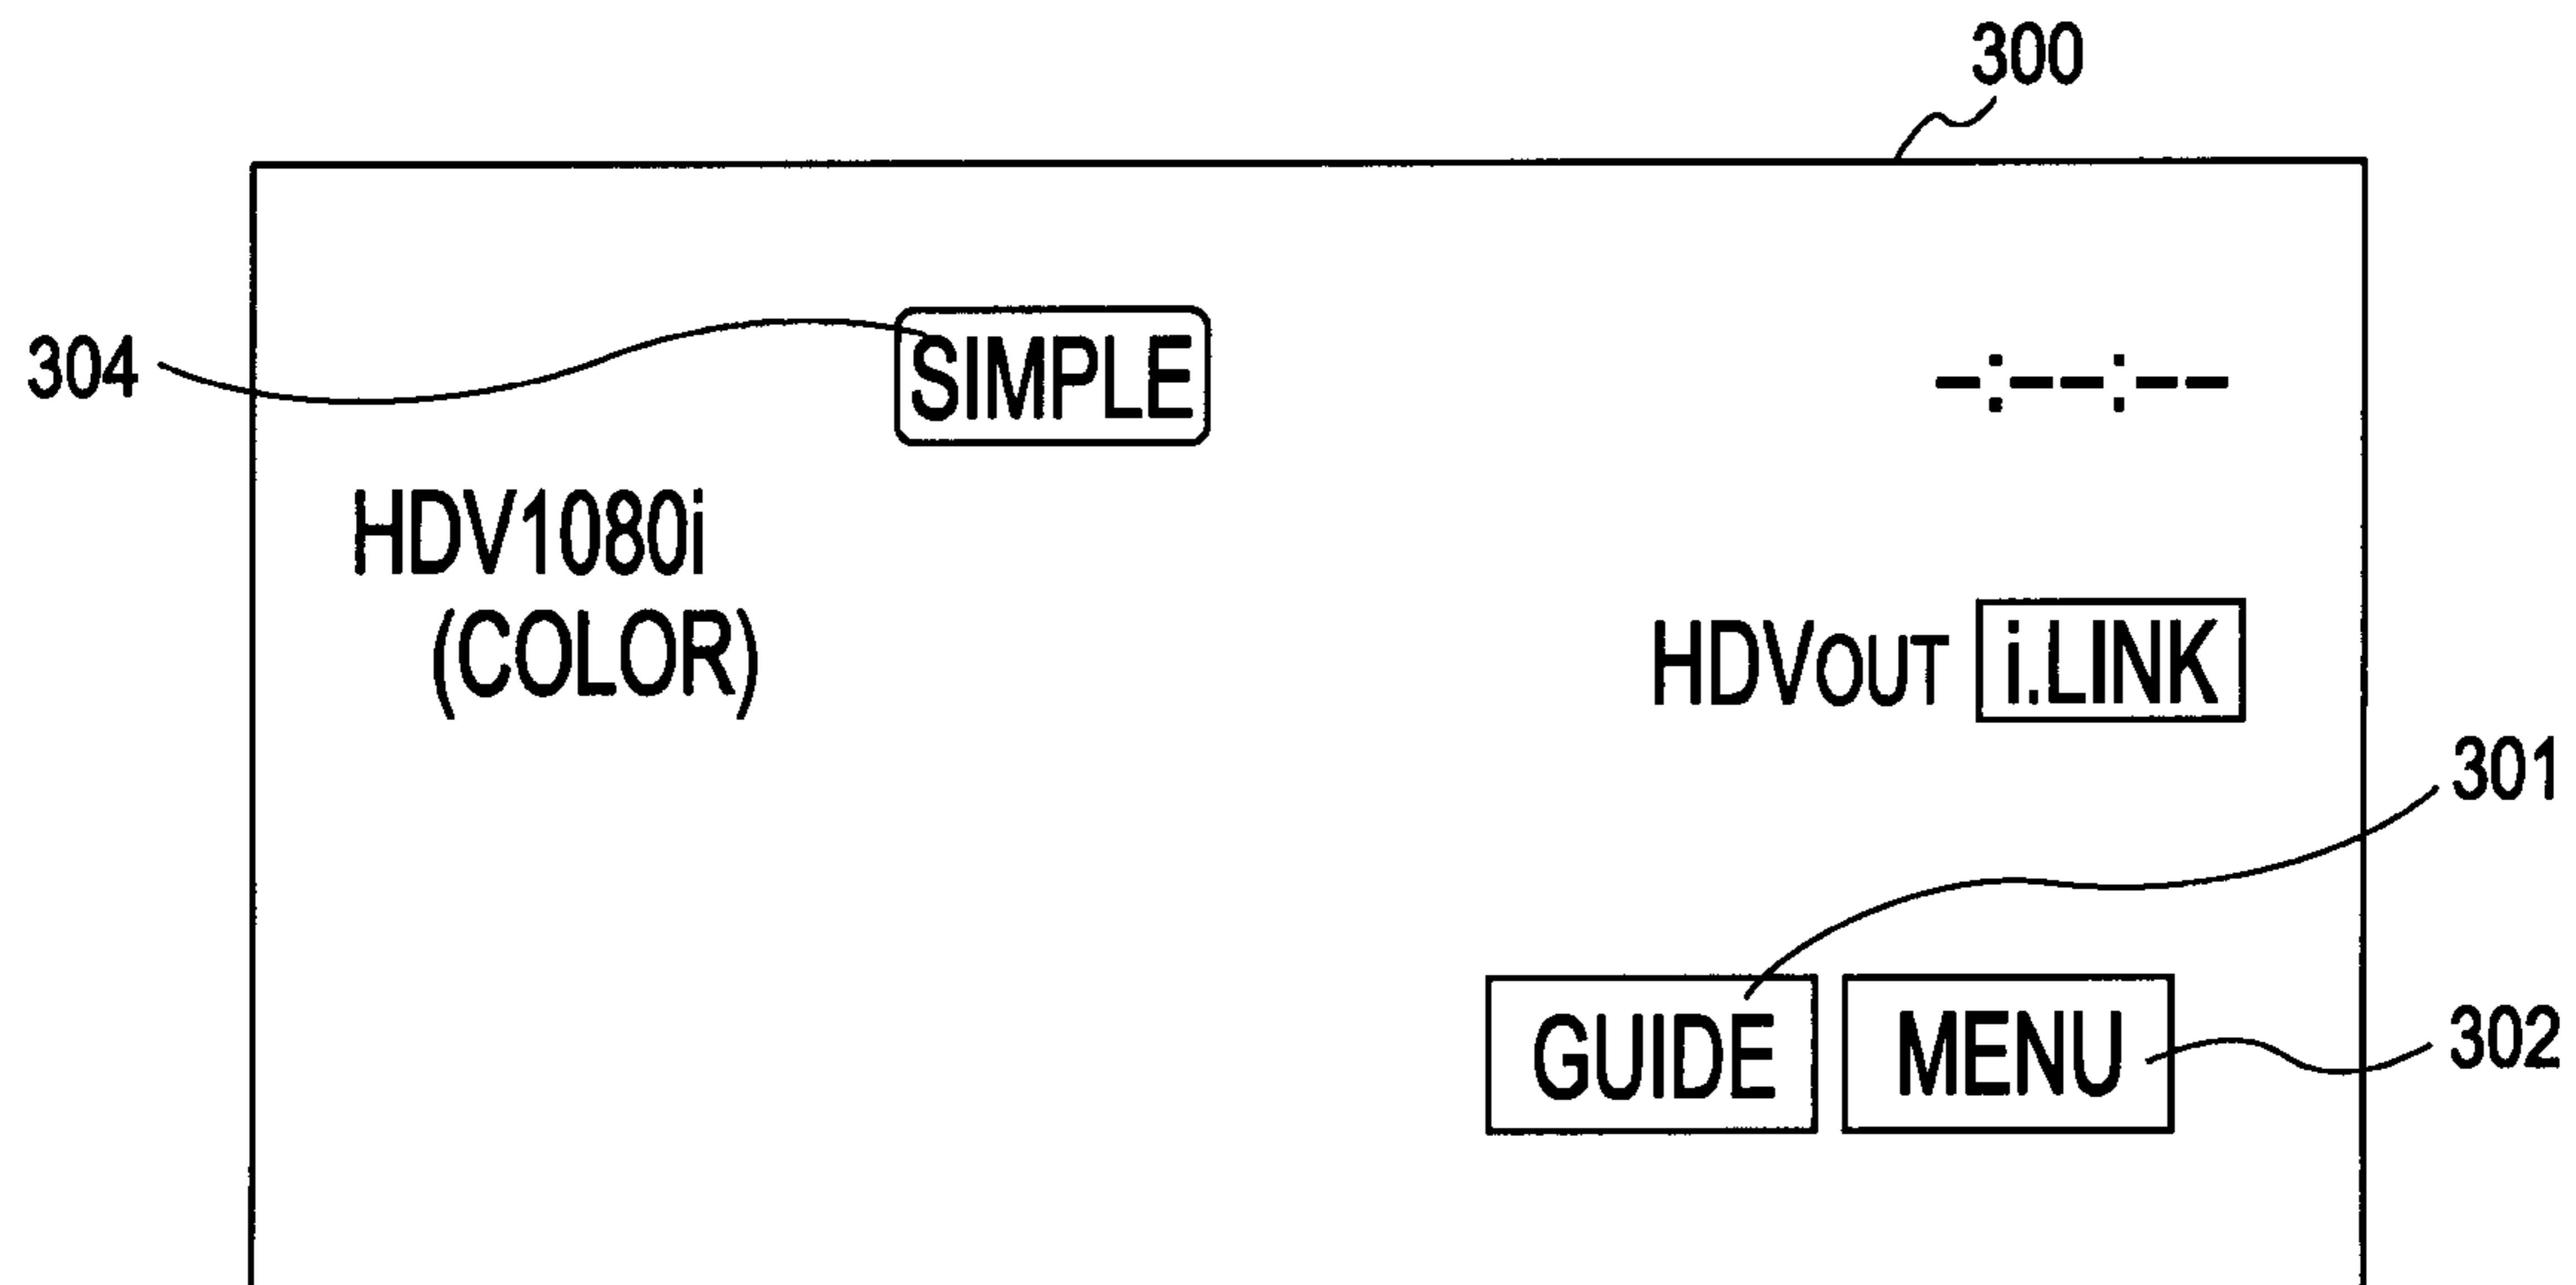 300
304
SIMPLE
-:--:--
HDV1080i
(COLOR)
HDVOUT i.LINK
301
GUIDE MENU
302